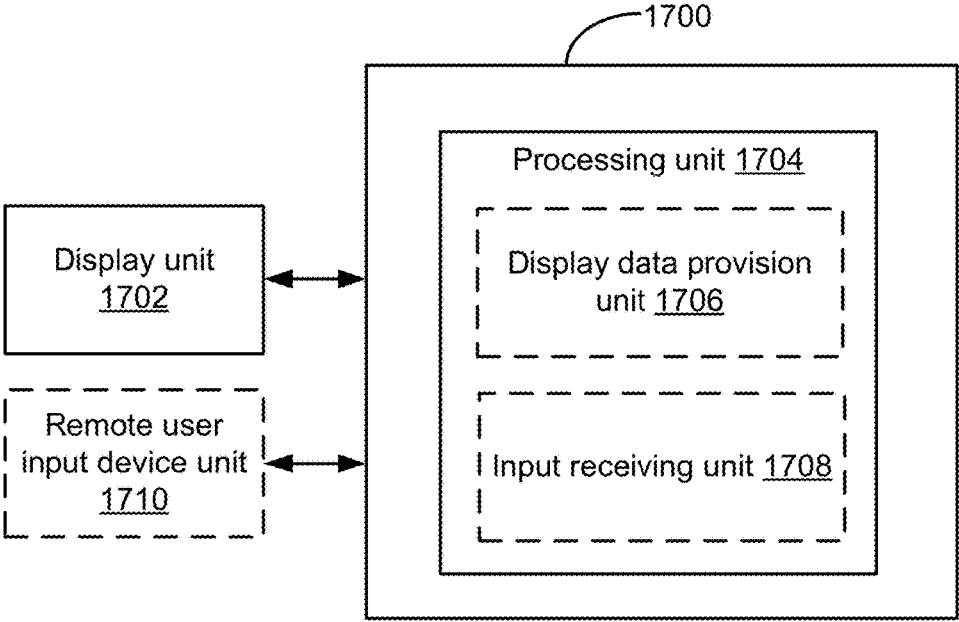 1700
Processing unit 1704
Display data provision
unit 1706
Input receiving unit 1708
Display unit
1702
Remote user
input device unit
1710